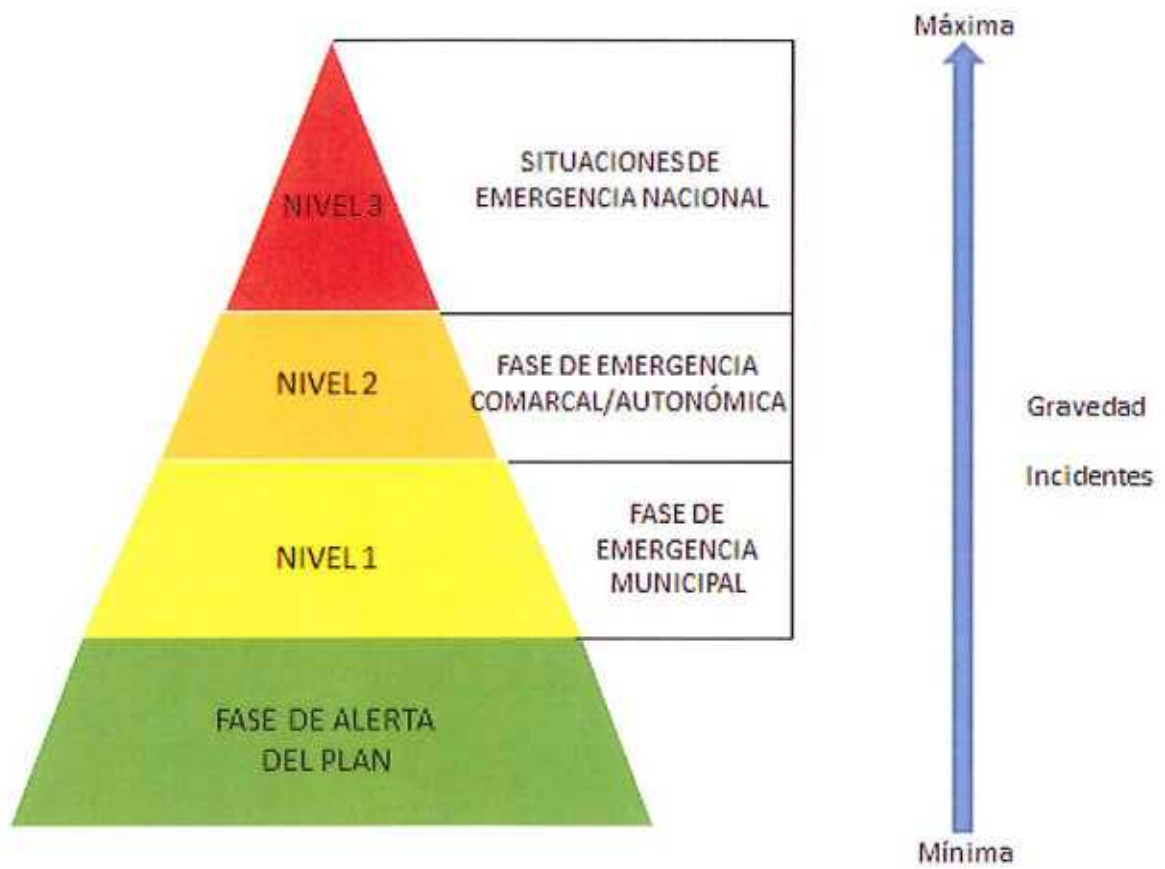 Máxima
SITUACIONES DE
EMERGENCIA NACIONAL
NIVEL 3
FASE DE EMERGENCIA
COMARCAL/AUTONÓMICA
NIVEL 2
Gravedad
Incidentes
FASE DE
EMERGENCIA
MUNICIPAL
NIVEL 1
FASE DE ALERTA
DEL PLAN
Mínima